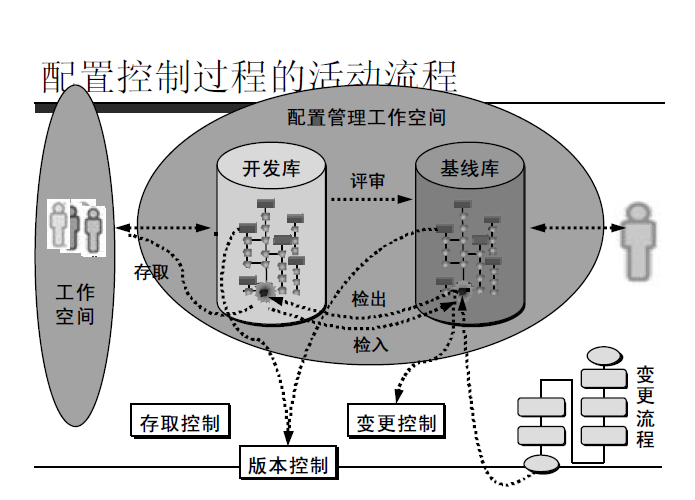 配置控制过程的活动流程
配置管理工作空间
开发库
评审
基线库
存取
工作
空间
检出
检入
存取控制
版本控制
变更控制
变更流程